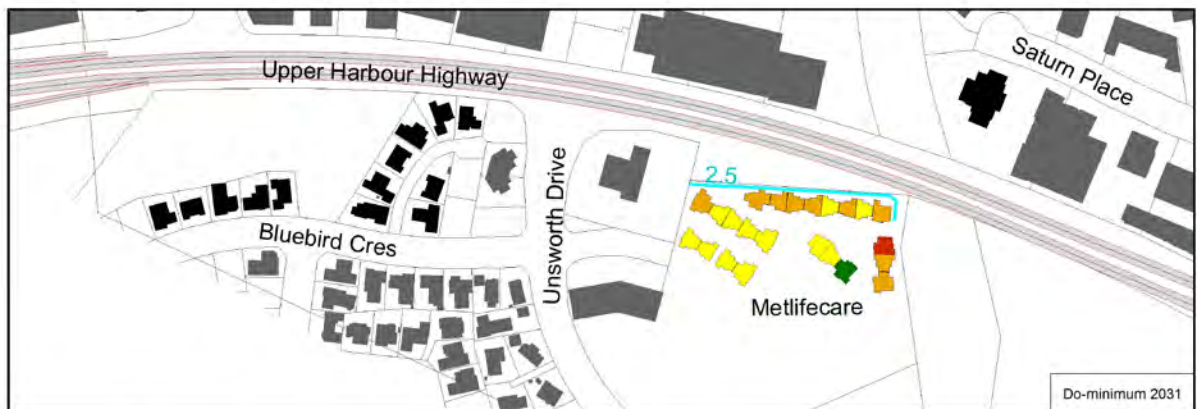 Upper Harbour Highway
Saturn Place
2.5
Unsworth Drive
Bluebird Cres
Metlifecare
Do-minimum 2031